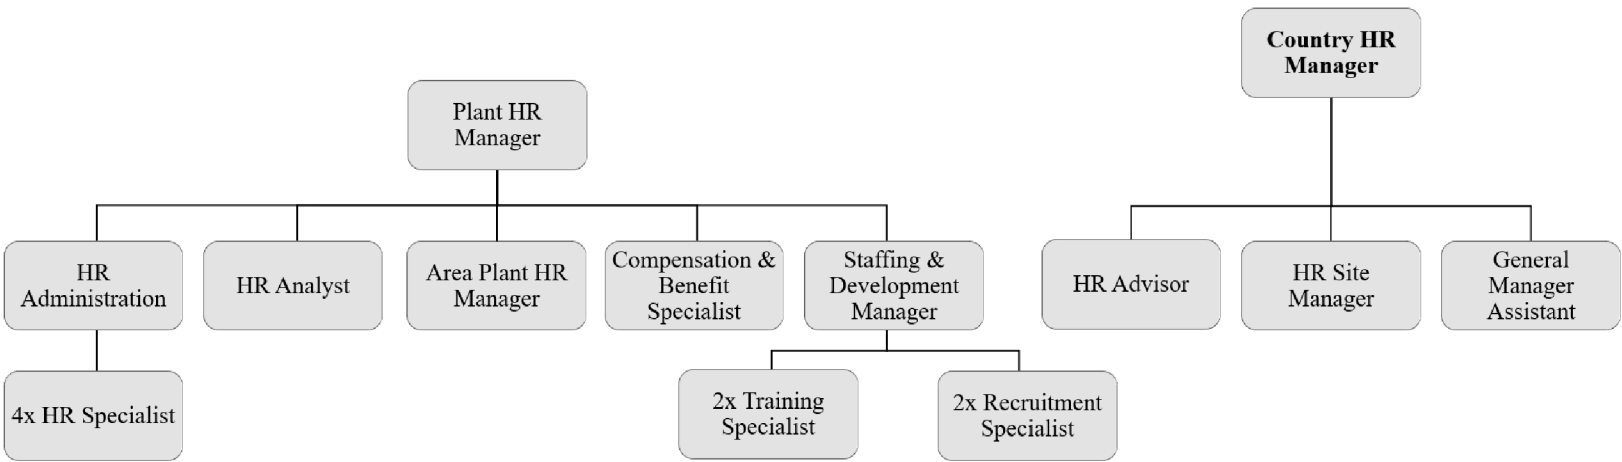 Country HR
Manager
Plant HR
Manager
HR
Administration
HR Analyst
Area Plant HR
Manager
Compensation &
Benefit
Specialist
Staffing &
Development
Manager
HR Advisor
HR Site
Manager
General
Manager
Assistant
4x HR Specialist
2x Training
Specialist
2x Recruitment
Specialist